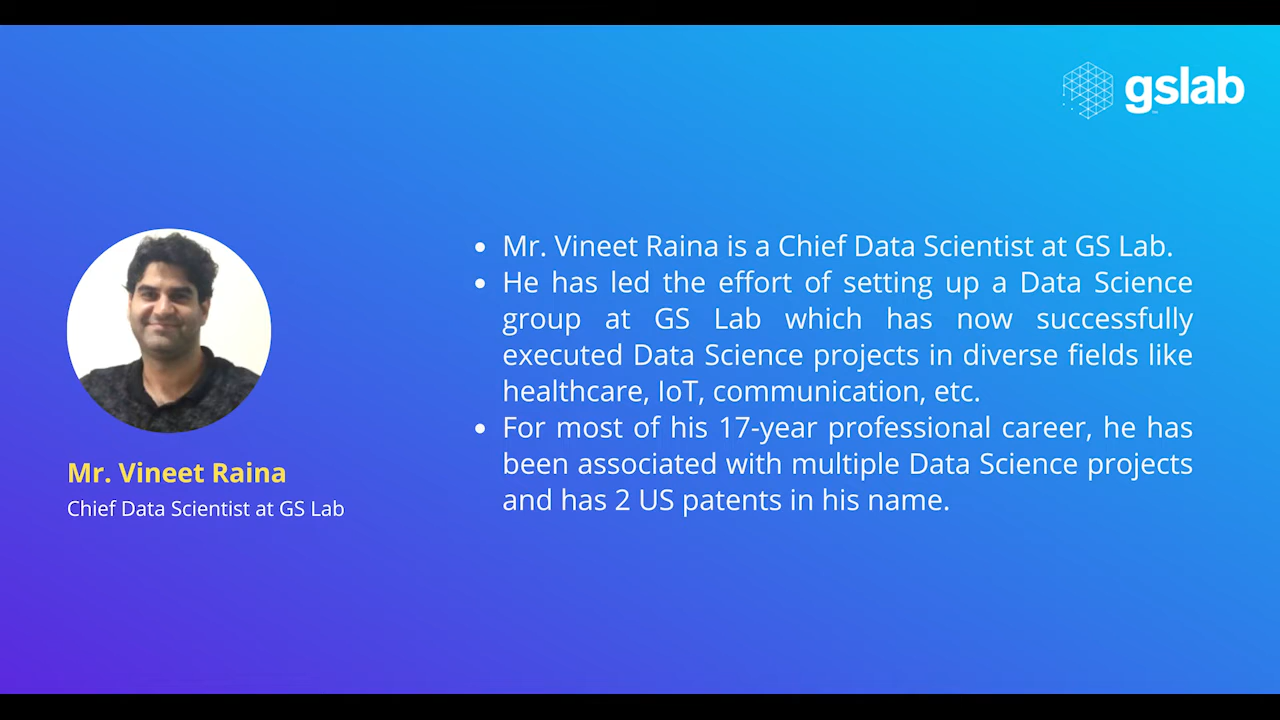 gslab
Mr. Vineet Raina is a Chief Data Scientist at GS Lab.
He has led the effort of setting up a Data Science
group at GS Lab which has now successfully
executed Data Science projects in diverse fields like
healthcare, IoT, communication, etc.
For most of his 17-year professional career, he has
been associated with multiple Data Science projects
and has 2 US patents in his name.
Mr. Vineet Raina
Chief Data Scientist at GS Lab